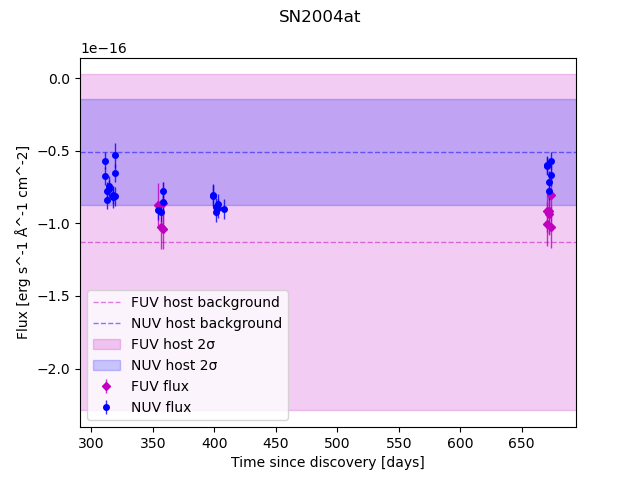 SN2004at
1e−16
0.0
−0.5
−1.0
−1.5
−2.0
Flux [erg s^-1 Å^-1 cm^-2]
FUV host background
NUV host background
FUV host 2σ
NUV host 2σ
FUV flux
NUV flux
300 350 400 450 500 550 600 650
Time since discovery [days]